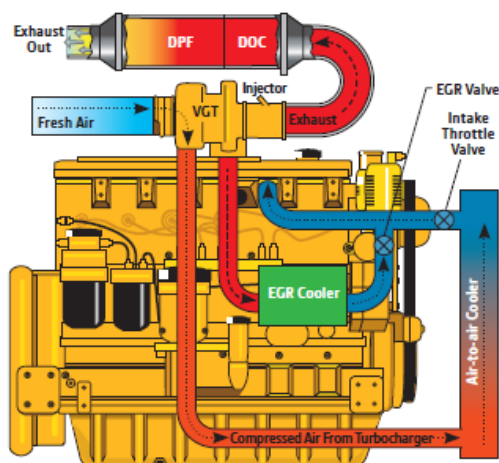 Exhaust
Out
DPF
DOC
Injector
EGR Valve
VGT
Intake
Throttle
Valve
Fresh Air
Exhaust
EGR Cooler
Air-to-air Cooler
Compressed Air From Turbocharger